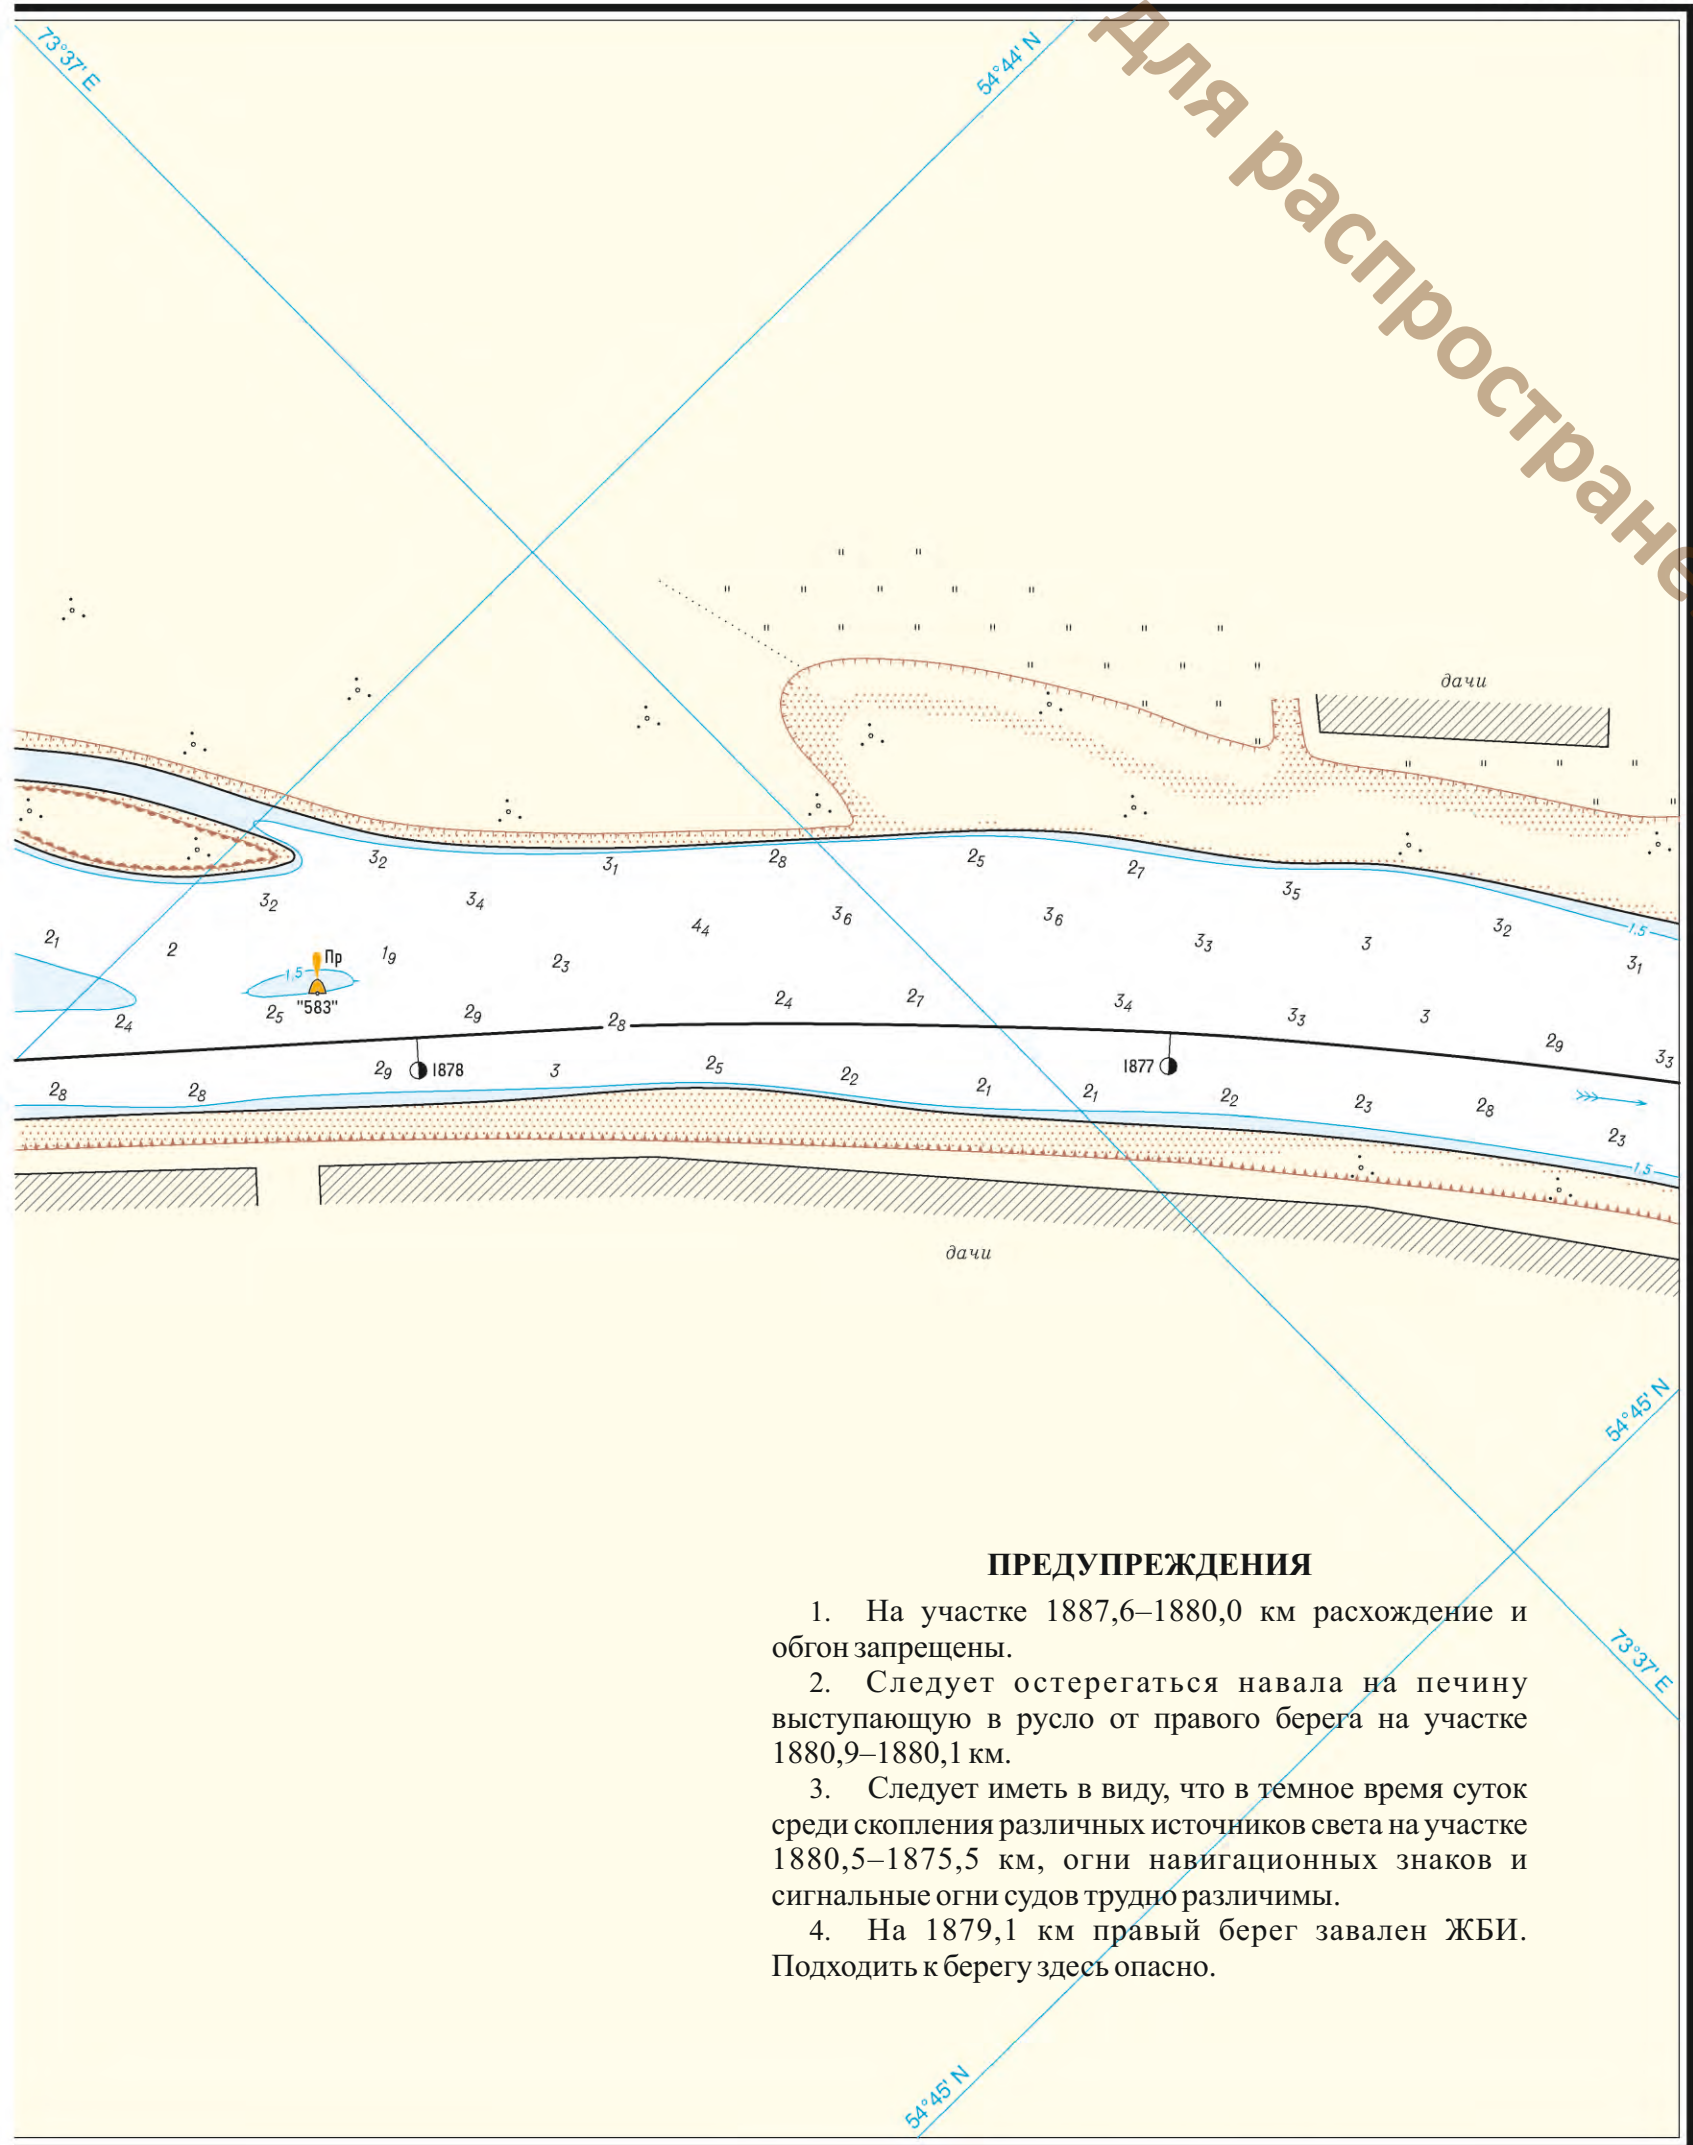 73°37' E
54°44' N
для распростране
дачи
3₂
3₁
2₈
2₅
2₇
3₅
3₂
3₄
4₄
3₆
3₆
3₃
3
3₂
1,5
2₁
2
Пр
1₉
2₃
3₁
1,5
"583"
2₅
2₄
2₉
2₈
2₄
2₇
3₄
3₃
3
2₉
3₃
2₉
1878
3
2₅
2₂
1877
2₈
2₈
2₁
2₁
2₂
2₃
2₈
2₃
1,5
дачи
54°45' N
ПРЕДУПРЕЖДЕНИЯ
1. На участке 1887,6–1880,0 км расхождение и
обгон запрещены.
2. Следует остерегаться навала на печину
выступающую в русло от правого берега на участке
1880,9–1880,1 км.
3. Следует иметь в виду, что в темное время суток
среди скопления различных источников света на участке
1880,5–1875,5 км, огни навигационных знаков и
сигнальные огни судов трудно различимы.
4. На 1879,1 км правый берег завален ЖБИ.
Подходить к берегу здесь опасно.
73°37' E
54°45' N